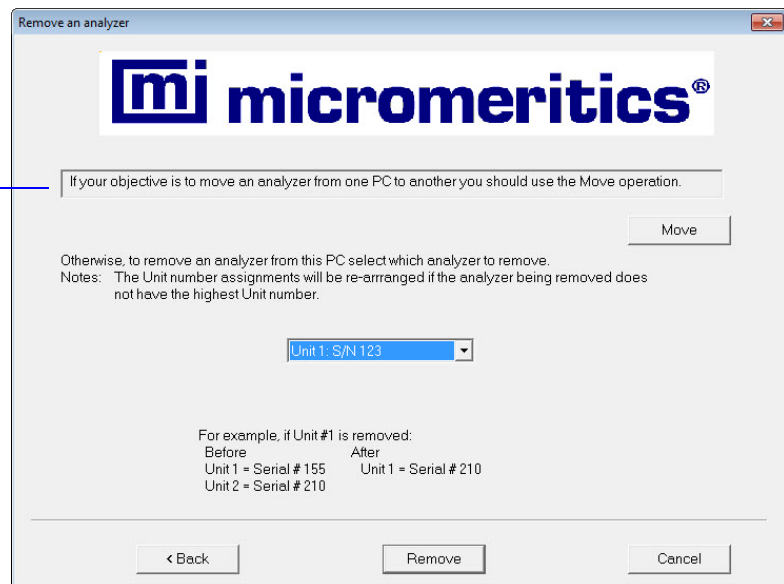 Remove an analyzer
mi micromeritics®
If your objective is to move an analyzer from one PC to another you should use the Move operation.
Move
Otherwise, to remove an analyzer from this PC select which analyzer to remove.
Notes: The Unit number assignments will be re-arrranged if the analyzer being removed does
not have the highest Unit number.
Unit 1: S/N 123
For example, if Unit #1 is removed:
Before After
Unit 1 = Serial # 155 Unit 1 = Serial # 210
Unit 2 = Serial # 210
< Back Remove Cancel